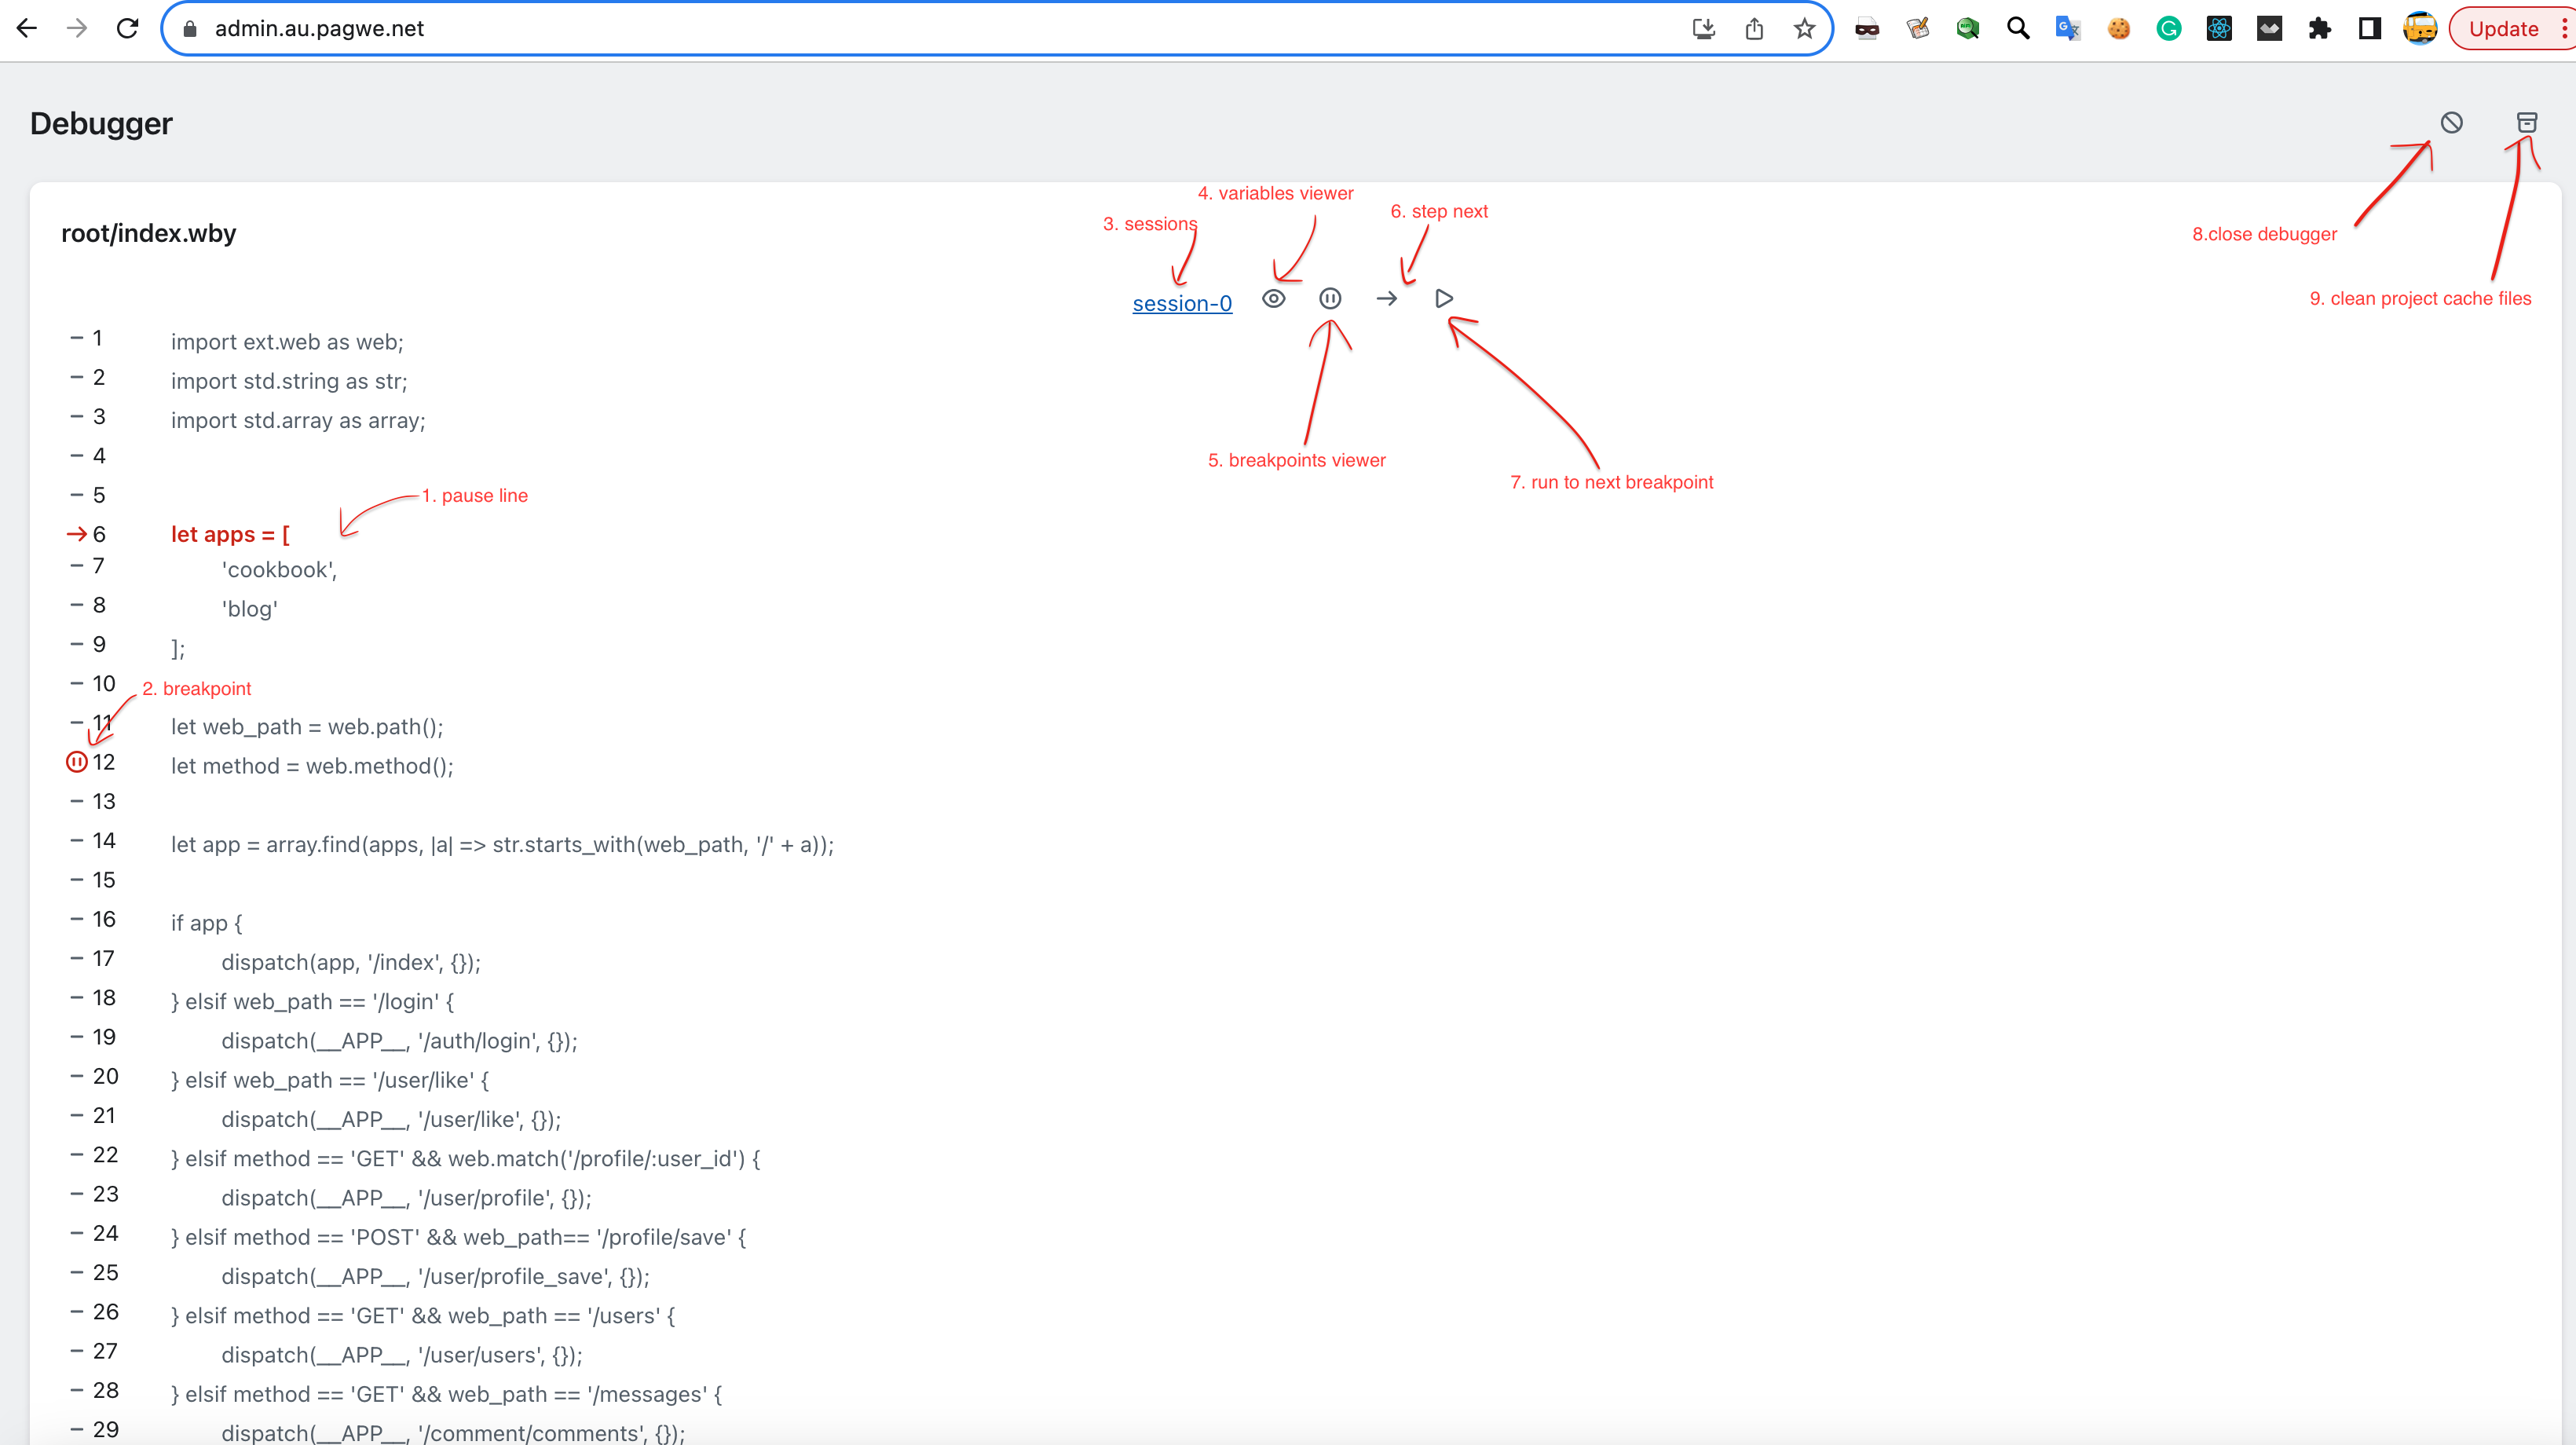 admin.au.pagwe.net
Update
Debugger
4. variables viewer
6. step next
3. sessions
8.close debugger
root/index.wby
9. clean project cache files
session-0
1 import ext.web as web;
2 import std.string as str;
3 import std.array as array;
4
5. breakpoints viewer
7. run to next breakpoint
5
1. pause line
6 let apps = [
7 'cookbook',
8 'blog'
9 ];
10
2. breakpoint
11 let web_path = web.path();
12 let method = web.method();
13
14 let app = array.find(apps, |a| => str.starts_with(web_path, '/' + a));
15
16 if app {
17 dispatch(app, '/index', {});
18 } elsif web_path == '/login' {
19 dispatch(__APP__, '/auth/login', {});
20 } elsif web_path == '/user/like' {
21 dispatch(__APP__, '/user/like', {});
22 } elsif method == 'GET' && web.match('/profile/:user_id') {
23 dispatch(__APP__, '/user/profile', {});
24 } elsif method == 'POST' && web_path== '/profile/save' {
25 dispatch(__APP__, '/user/profile_save', {});
26 } elsif method == 'GET' && web_path == '/users' {
27 dispatch(__APP__, '/user/users', {});
28 } elsif method == 'GET' && web_path == '/messages' {
29 dispatch(__APP__, '/comment/comments', {});